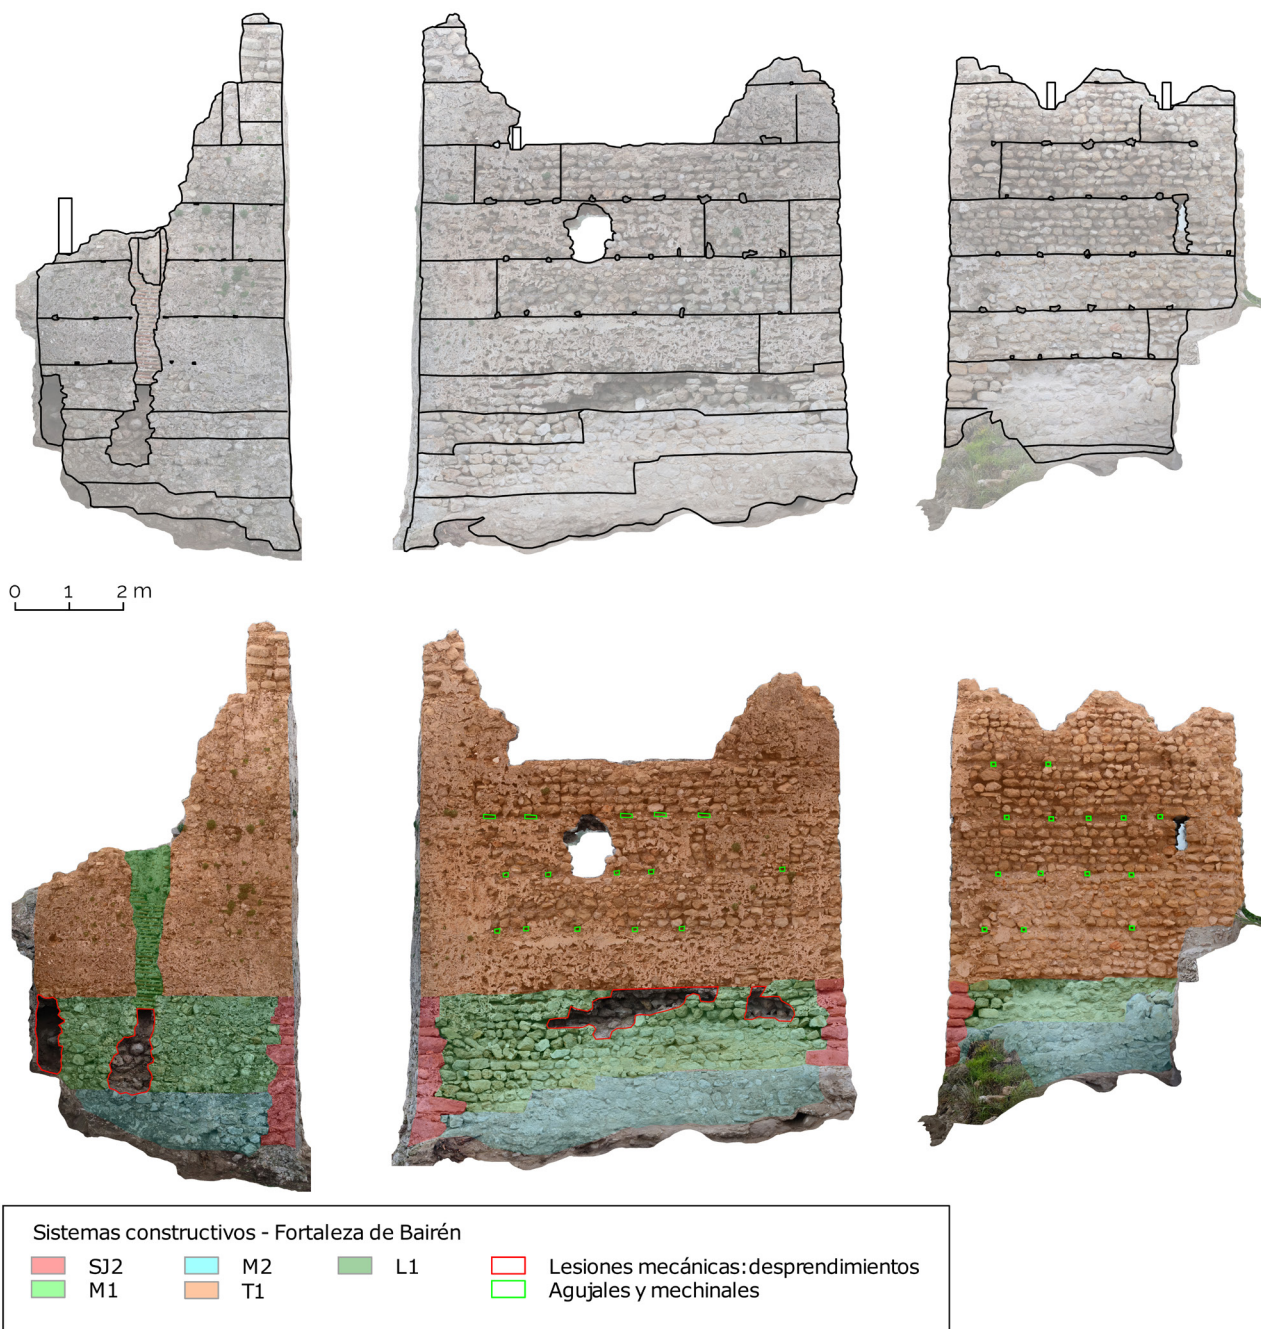 0 1 2 m
Sistemas constructivos - Fortaleza de Bairén
SJ2 M2 L1 Lesiones mecánicas: desprendimientos
M1 T1 Agujales y mechinales